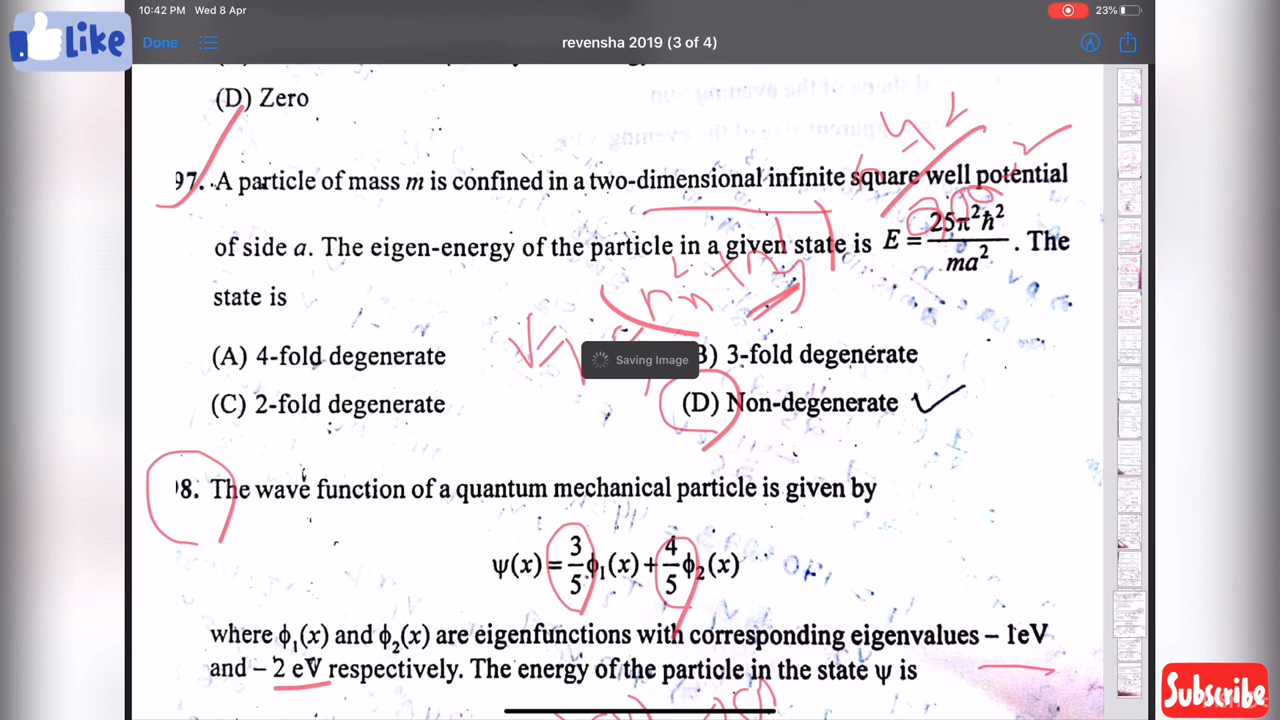 10:42 PM Wed 8 Apr
23%
Like
Done
revensha 2019 (3 of 4)
(D) Zero
97. A particle of mass m is confined in a two-dimensional infinite square well potential
of side a. The eigen-energy of the particle in a given state is E = 25π²ħ²/ma². The
state is
Saving Image
(A) 4-fold degenerate
B) 3-fold degenerate
(C) 2-fold degenerate
(D) Non-degenerate
8. The wave function of a quantum mechanical particle is given by
ψ(x) = 3/5 ϕ₁(x) + 4/5 ϕ₂(x)
where ϕ₁(x) and ϕ₂(x) are eigenfunctions with corresponding eigenvalues – 1eV
and – 2 eV respectively. The energy of the particle in the state ψ is
Subscribe